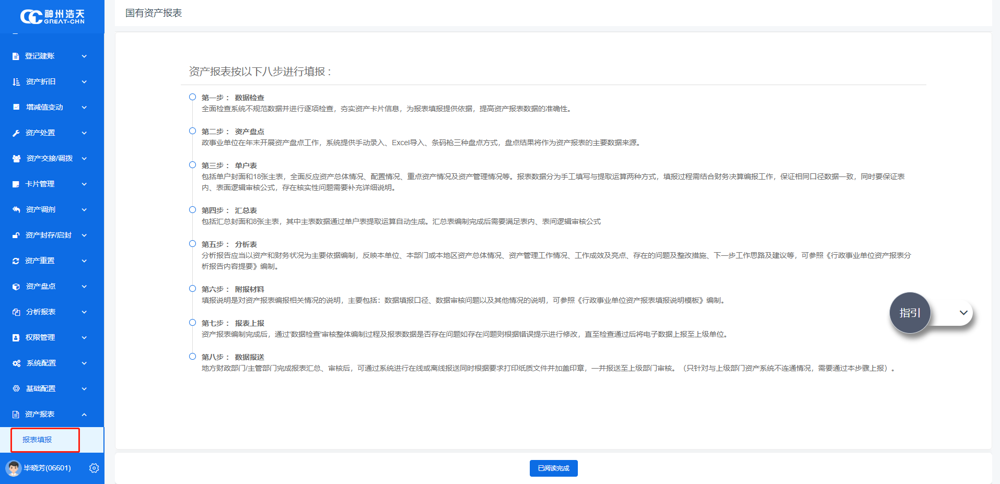 神州浩天
GREAT-CHN
国有资产报表
登记建账
资产折旧
增减值变动
资产处置
资产交接/调拨
卡片管理
资产调剂
资产封存/启封
资产重置
资产盘点
分析报表
权限管理
系统配置
基础配置
资产报表
报表填报
毕晓芳(06601)
资产报表按以下八步进行填报：
第一步： 数据检查
全面检查系统不规范数据并进行逐项检查，夯实资产卡片信息，为报表填报提供依据，提高资产报表数据的准确性。
第二步： 资产盘点
政事业单位在年末开展资产盘点工作，系统提供手动录入、Excel导入、条码枪三种盘点方式，盘点结果将作为资产报表的主要数据来源。
第三步： 单户表
包括单户封面和18张主表，全面反应资产总体情况、配置情况、重点资产情况及资产管理情况等。报表数据分为手工填写与提取运算两种方式，填报过程需结合财务决算编报工作，保证相同口径数据一致，同时要保证表
内、表面逻辑审核公式，存在核实性问题需要补充详细说明。
第四步： 汇总表
包括汇总封面和8张主表，其中主表数据通过单户表提取运算自动生成。汇总表编制完成后需要满足表内、表间逻辑审核公式
第五步： 分析表
分析报告应当以资产和财务状况为主要依据编制，反映本单位、本部门或本地区资产总体情况、资产管理工作情况、工作成效及亮点、存在的问题及整改措施、下一步工作思路及建议等，可参照《行政事业单位资产报表分
析报告内容提要》编制。
第六步： 附报材料
填报说明是对资产报表编报相关情况的说明，主要包括：数据填报口径、数据审核问题以及其他情况的说明，可参照《行政事业单位资产报表填报说明模板》编制。
第七步： 报表上报
资产报表编制完成后，通过'数据检查'审核整体编制过程及报表数据是否存在问题如存在问题则根据错误提示进行修改，直至检查通过后将电子数据上报至上级单位。
第八步： 数据报送
地方财政部门/主管部门完成报表汇总、审核后，可通过系统进行在线或离线报送同时根据要求打印纸质文件并加盖印章，一并报送至上级部门审核。（只针对与上级部门资产系统不连通情况，需要通过本步骤上报）。
指引
已阅读完成